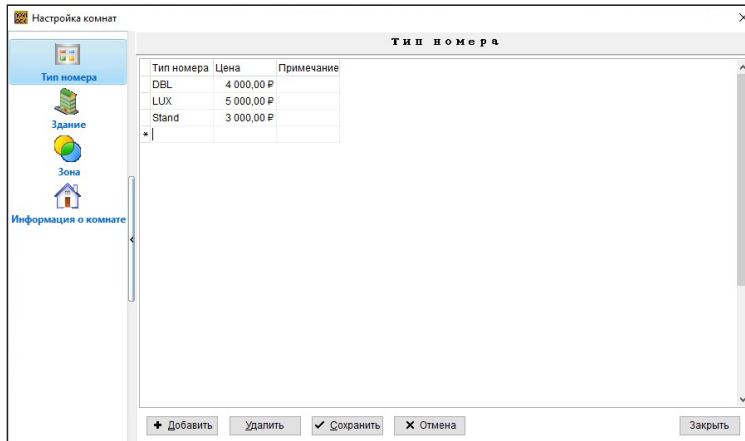 Настройка комнат
Тип номера
Здание
Зона
Информация о комнате
Тип номера
Тип номера Цена Примечание
DBL 4 000,00 ₽
LUX 5 000,00 ₽
Stand 3 000,00 ₽
*
Добавить Удалить Сохранить Отмена Закрыть